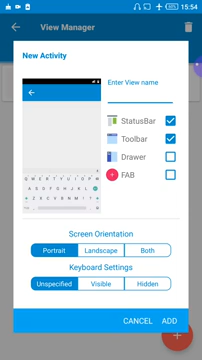 15:54
View Manager
New Activity
Enter View name
StatusBar
Toolbar
Drawer
FAB
Screen Orientation
Portrait Landscape Both
Keyboard Settings
Unspecified Visible Hidden
CANCEL ADD